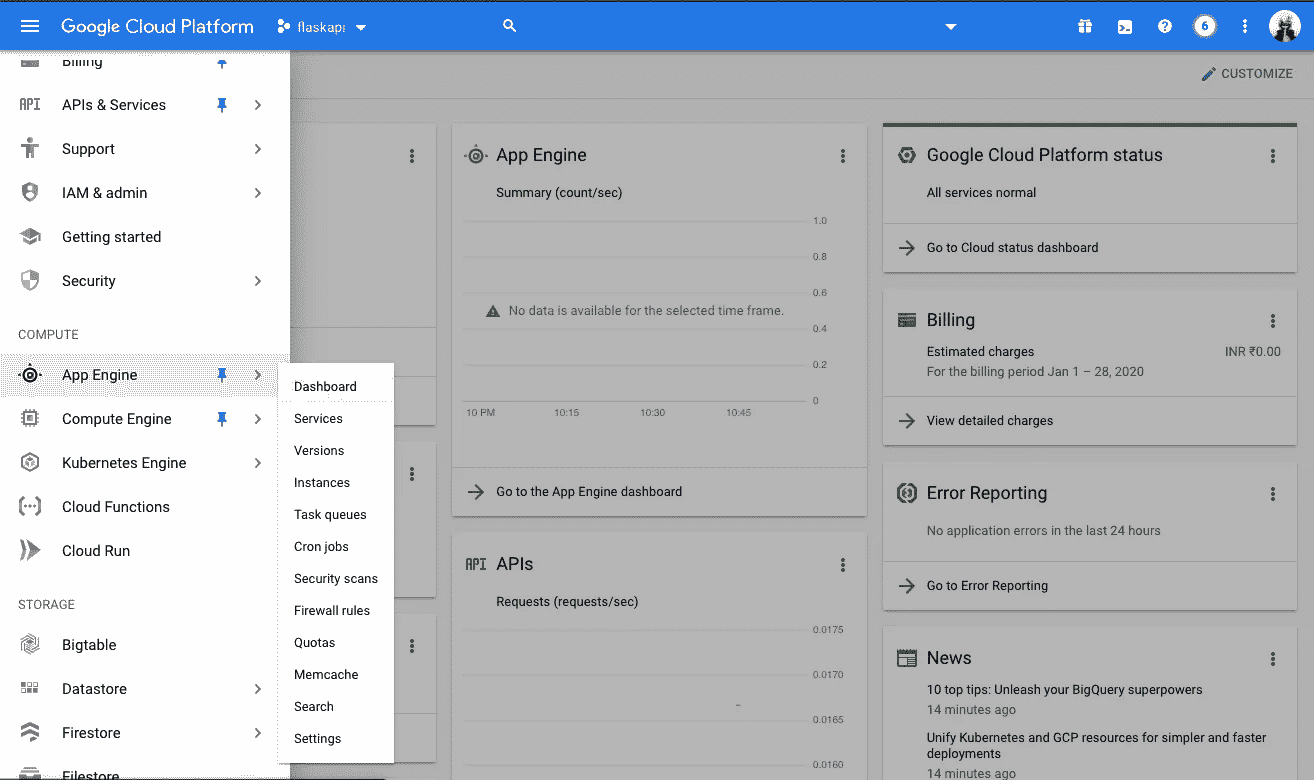 Google Cloud Platform
flaskapi
6
CUSTOMIZE
Billing
API APIs & Services
Support
IAM & admin
Getting started
Security
COMPUTE
App Engine
Compute Engine
Kubernetes Engine
Cloud Functions
Cloud Run
STORAGE
Bigtable
Datastore
Firestore
Filestore
Dashboard
Services
Versions
Instances
Task queues
Cron jobs
Security scans
Firewall rules
Quotas
Memcache
Search
Settings
App Engine
Summary (count/sec)
1.0
0.8
0.6
No data is available for the selected time frame.
0.4
0.2
0
10 PM 10:15 10:30 10:45
Go to the App Engine dashboard
API APIs
Requests (requests/sec)
0.0175
0.0170
0.0165
0.0160
Google Cloud Platform status
All services normal
Go to Cloud status dashboard
Billing
Estimated charges INR ₹0.00
For the billing period Jan 1 – 28, 2020
View detailed charges
Error Reporting
No application errors in the last 24 hours
Go to Error Reporting
News
10 top tips: Unleash your BigQuery superpowers
14 minutes ago
Unify Kubernetes and GCP resources for simpler and faster
deployments
14 minutes ago